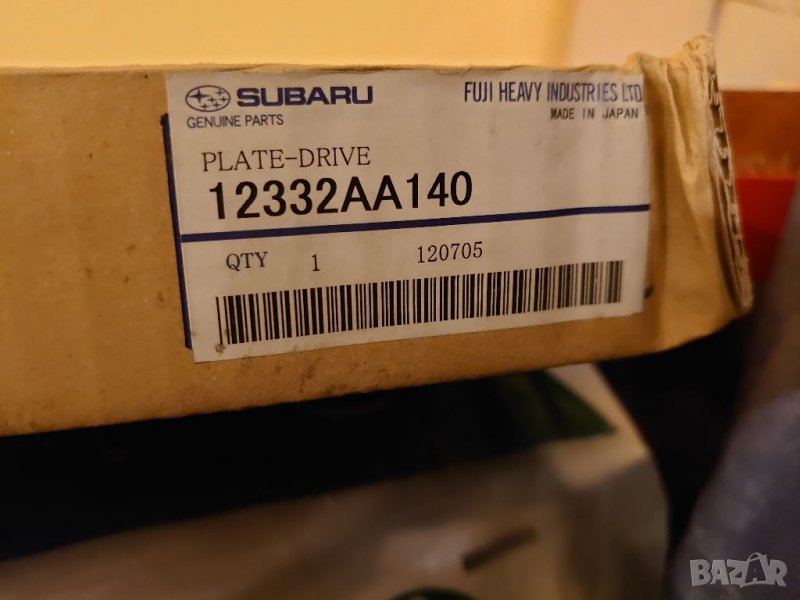 SUBARU FUJI HEAVY INDUSTRIES LTD
GENUINE PARTS MADE IN JAPAN
PLATE-DRIVE
12332AA140
QTY 1 120705
BAZAR